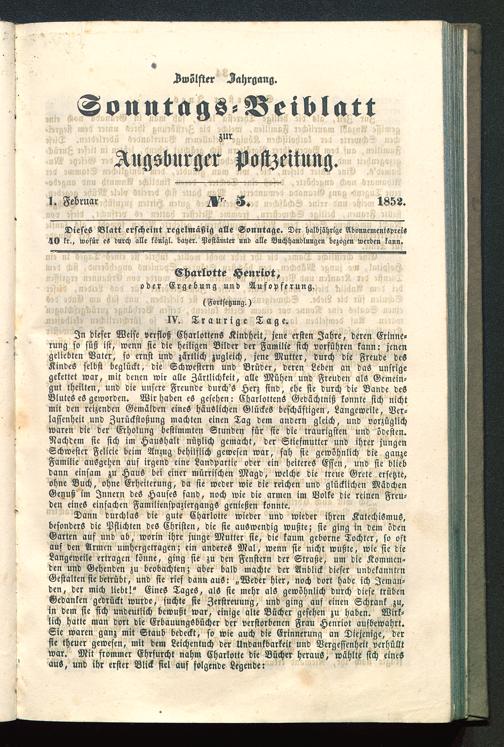 Zwölfter Jahrgang.
Sonntags-Beiblatt
zur
Augsburger Postzeitung.
1. Februar Nr. 5. 1852.
Dieses Blatt erscheint regelmäßig alle Sonntage. Der halbjährige Abonnementspreis
40 kr., wofür es durch alle königl. bayer. Postämter und alle Buchhandlungen bezogen werden kann.
Charlotte Henriot,
oder Ergebung und Aufopferung.
(Fortsetzung.)
IV. Traurige Tage.
In dieser Weise verfloß Charlottens Kindheit, jene ersten Jahre, deren Erinne-
rung so süß ist, wenn sie die heiligen Bilder der Familie sich vorführen kann: jenen
geliebten Vater, so ernst und zärtlich zugleich, jene Mutter, durch die Freude des
Kindes selbst beglückt, die Schwestern und Brüder, deren Leben an das unsrige
gekettet war, mit denen wir alle Zärtlichkeit, alle Mühen und Freuden als Gemein-
gut theilten, und die unsere Freunde durch's Herz sind, ehe sie durch die Bande des
Blutes es geworden. Wir haben es gesehen: Charlottens Gedächtniß konnte sich nicht
mit den reizenden Gemälden eines häuslichen Glückes beschäftigen, Langeweile, Ver-
lassenheit und Zurückstoßung machten einen Tag dem andern gleich, und vorzüglich
waren die der Erholung bestimmten Stunden für sie die traurigsten und ödesten.
Nachdem sie sich im Haushalt nützlich gemacht, der Stiefmutter und ihrer jungen
Schwester Felicie beim Anzug behilflich gewesen war, sah sie gewöhnlich die ganze
Familie ausgehen auf irgend eine Landpartie oder ein heiteres Essen, und sie blieb
dann einsam zu Haus bei einer mürrischen Magd, welche die treue Grete ersetzte,
ohne Buch, ohne Erheiterung, da sie weder wie die reichen und glücklichen Mädchen
Genuß im Innern des Hauses fand, noch wie die armen im Volke die reinen Freu-
den eines einfachen Familienspaziergangs genießen konnte.
Dann durchlas die gute Charlotte wieder und wieder ihren Katechismus,
besonders die Pflichten des Christen, die sie auswendig wußte; sie ging in dem öden
Garten auf und ab, worin ihre junge Mutter sie, die kaum geborne Tochter, so oft
auf den Armen umhergetragen; ein anderes Mal, wenn sie nicht wußte, wie sie die
Langeweile ertragen könne, ging sie zu den Fenstern der Straße, um die Kommen-
den und Gehenden zu beobachten; aber bald machte der Anblick dieser unbekannten
Gestalten sie betrübt, und sie rief dann aus: „Weder hier, noch dort habe ich Jeman-
den, der mich liebt!" Eines Tages, als sie mehr als gewöhnlich durch diese trüben
Gedanken gedrückt wurde, suchte sie Zerstreuung, und ging auf einen Schrank zu,
in dem sie sich undeutlich bewußt war, einige alte Bücher gesehen zu haben. Wirk-
lich hatte man dort die Erbauungsbücher der verstorbenen Frau Henriot aufbewahrt.
Sie waren ganz mit Staub bedeckt, so wie auch die Erinnerung an Diejenige, der
sie theuer gewesen, mit dem Leichentuch der Undankbarkeit und Vergessenheit verhüllt
war. Mit frommer Ehrfurcht nahm Charlotte die Bücher heraus, wählte sich eines
aus, und ihr erster Blick fiel auf folgende Legende: